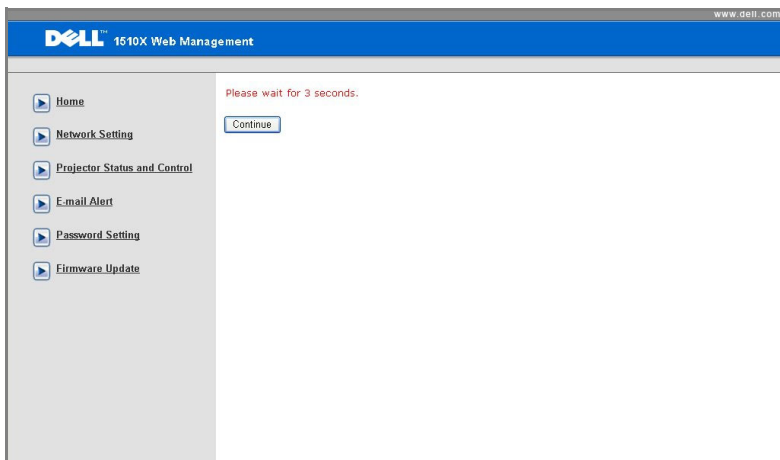 www.dell.com
DELL™ 1510X Web Management
Home
Network Setting
Projector Status and Control
E-mail Alert
Password Setting
Firmware Update
Please wait for 3 seconds.
Continue